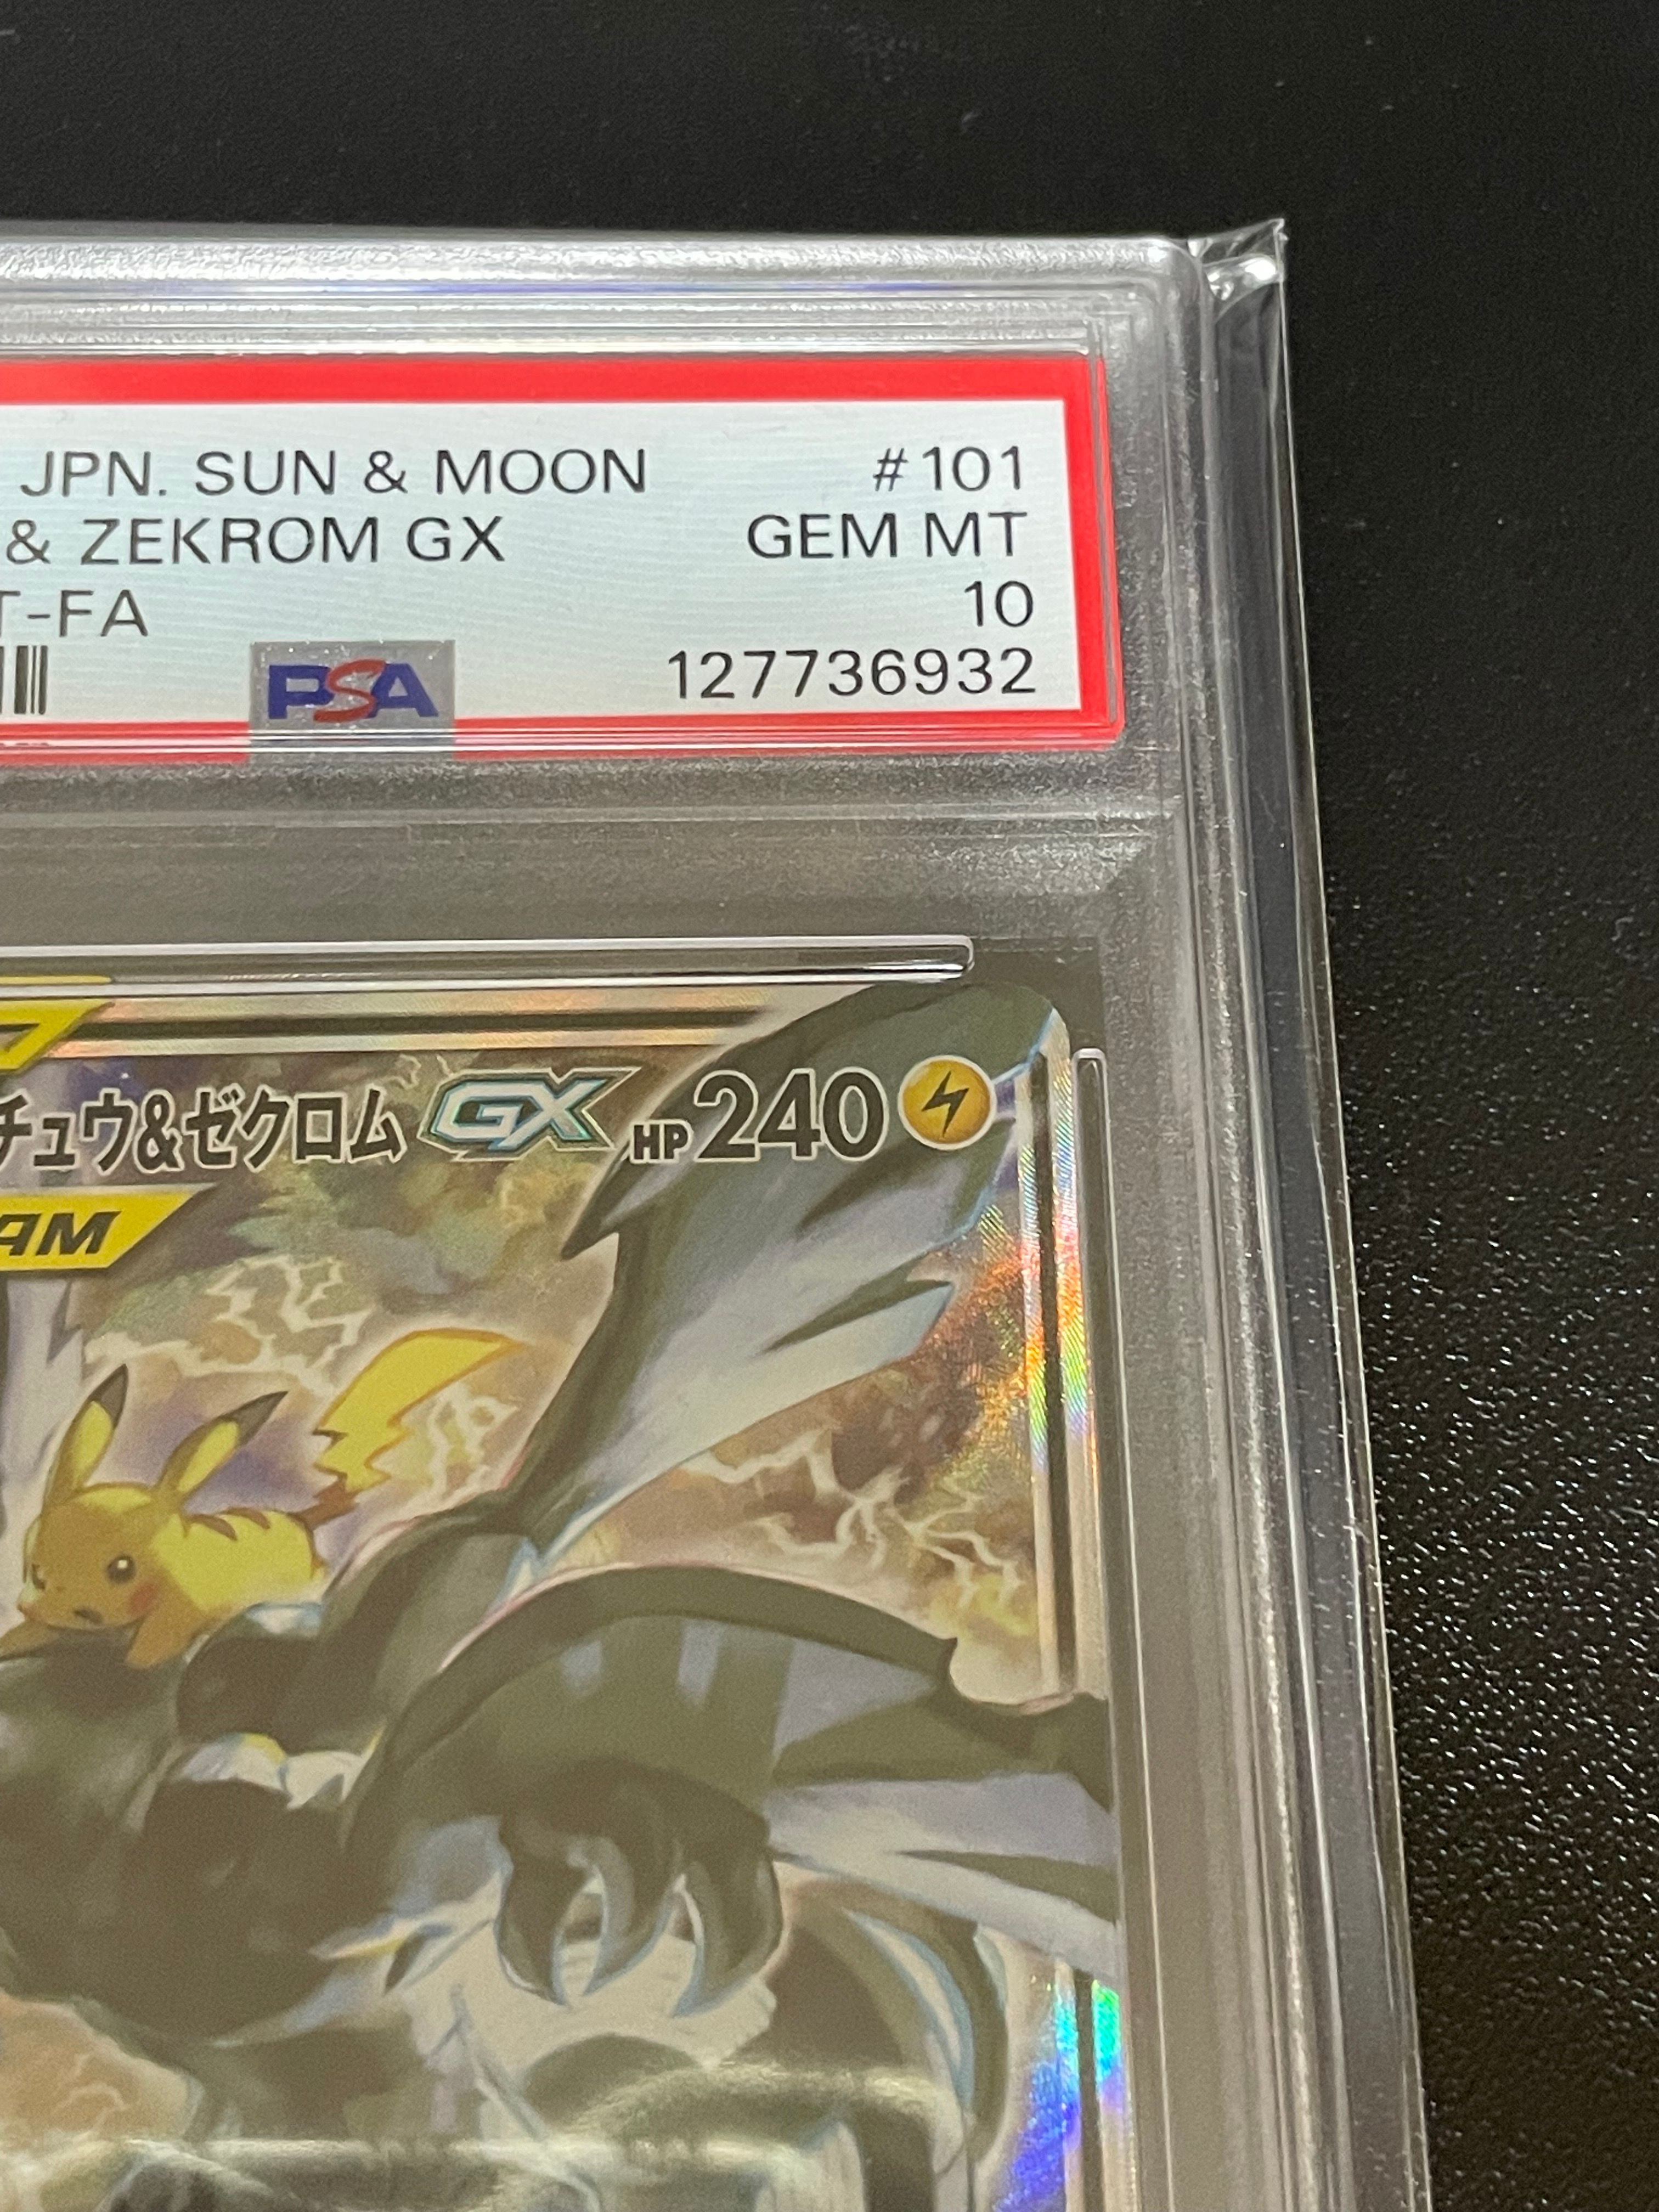 JPN. SUN & MOON #101
& ZEKROM GX GEM MT
T-FA 10
PSA 127736932
チュウ&ゼクロム GX HP 240
AM